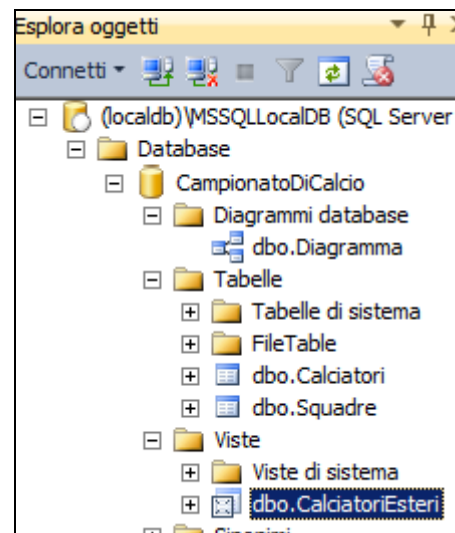 Esplora oggetti
Connetti
(localdb)\MSSQLLocalDB (SQL Server
Database
CampionatoDiCalcio
Diagrammi database
dbo.Diagramma
Tabelle
Tabelle di sistema
FileTable
dbo.Calciatori
dbo.Squadre
Viste
Viste di sistema
dbo.CalciatoriEsteri
Sinonimi